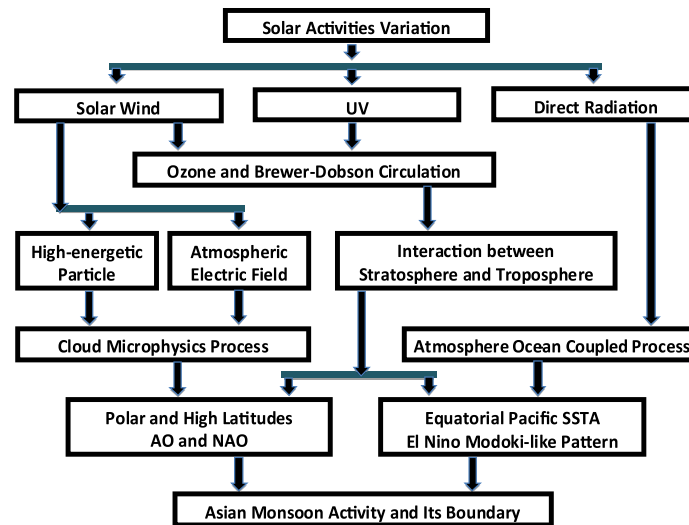 Solar Activities Variation
Solar Wind
UV
Direct Radiation
Ozone and Brewer-Dobson Circulation
High-energetic
Particle
Atmospheric
Electric Field
Interaction between
Stratosphere and Troposphere
Cloud Microphysics Process
Atmosphere Ocean Coupled Process
Polar and High Latitudes
AO and NAO
Equatorial Pacific SSTA
El Nino Modoki-like Pattern
Asian Monsoon Activity and Its Boundary